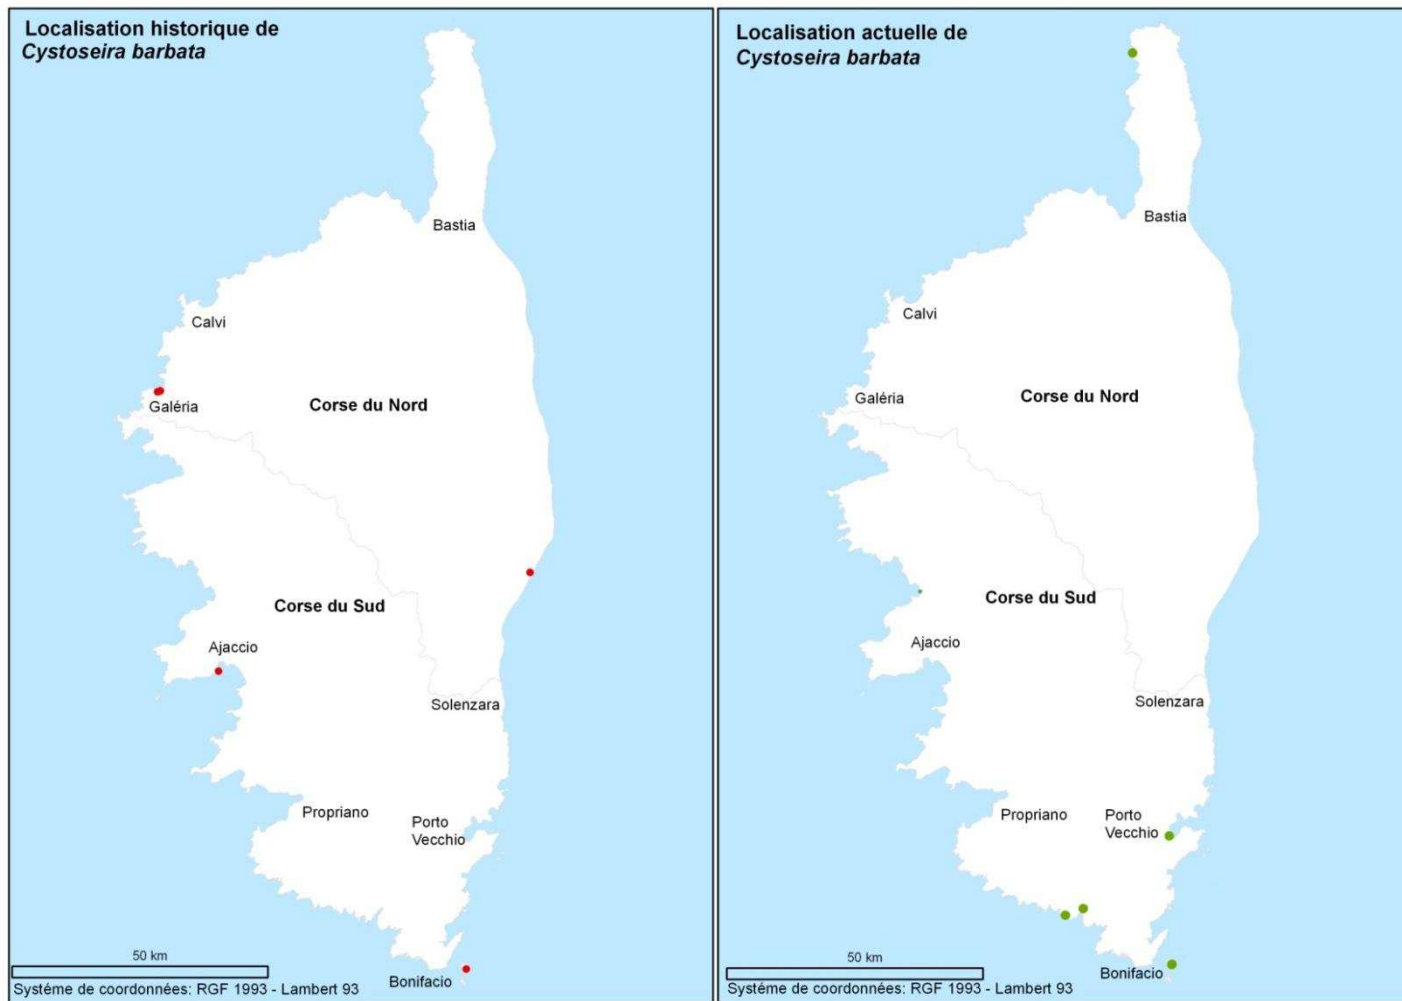 Localisation historique de
Cystoseira barbata
Bastia
Calvi
Galéria
Corse du Nord
Corse du Sud
Ajaccio
Solenzara
Propriano
Porto
Vecchio
50 km
Bonifacio
Systéme de coordonnées: RGF 1993 - Lambert 93
Localisation actuelle de
Cystoseira barbata
Bastia
Calvi
Galéria
Corse du Nord
Corse du Sud
Ajaccio
Solenzara
Propriano
Porto
Vecchio
50 km
Bonifacio
Systéme de coordonnées: RGF 1993 - Lambert 93